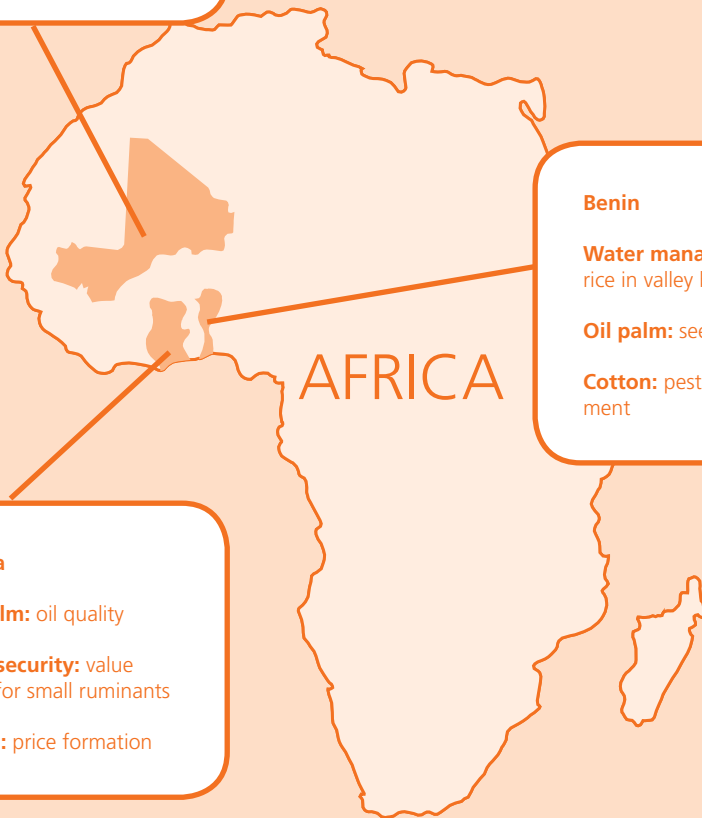 AFRICA
Benin
Water mana
rice in valley
Oil palm: see
Cotton: pest
ment
a
lm: oil quality
security: value
for small ruminants
: price formation